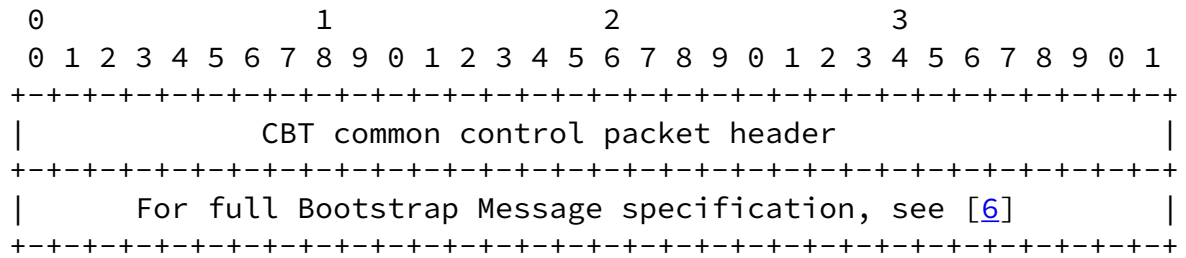 0                   1                   2                   3
 0 1 2 3 4 5 6 7 8 9 0 1 2 3 4 5 6 7 8 9 0 1 2 3 4 5 6 7 8 9 0 1
+-+-+-+-+-+-+-+-+-+-+-+-+-+-+-+-+-+-+-+-+-+-+-+-+-+-+-+-+-+-+-+-+
|             CBT common control packet header                  |
+-+-+-+-+-+-+-+-+-+-+-+-+-+-+-+-+-+-+-+-+-+-+-+-+-+-+-+-+-+-+-+-+
|      For full Bootstrap Message specification, see [6]        |
+-+-+-+-+-+-+-+-+-+-+-+-+-+-+-+-+-+-+-+-+-+-+-+-+-+-+-+-+-+-+-+-+